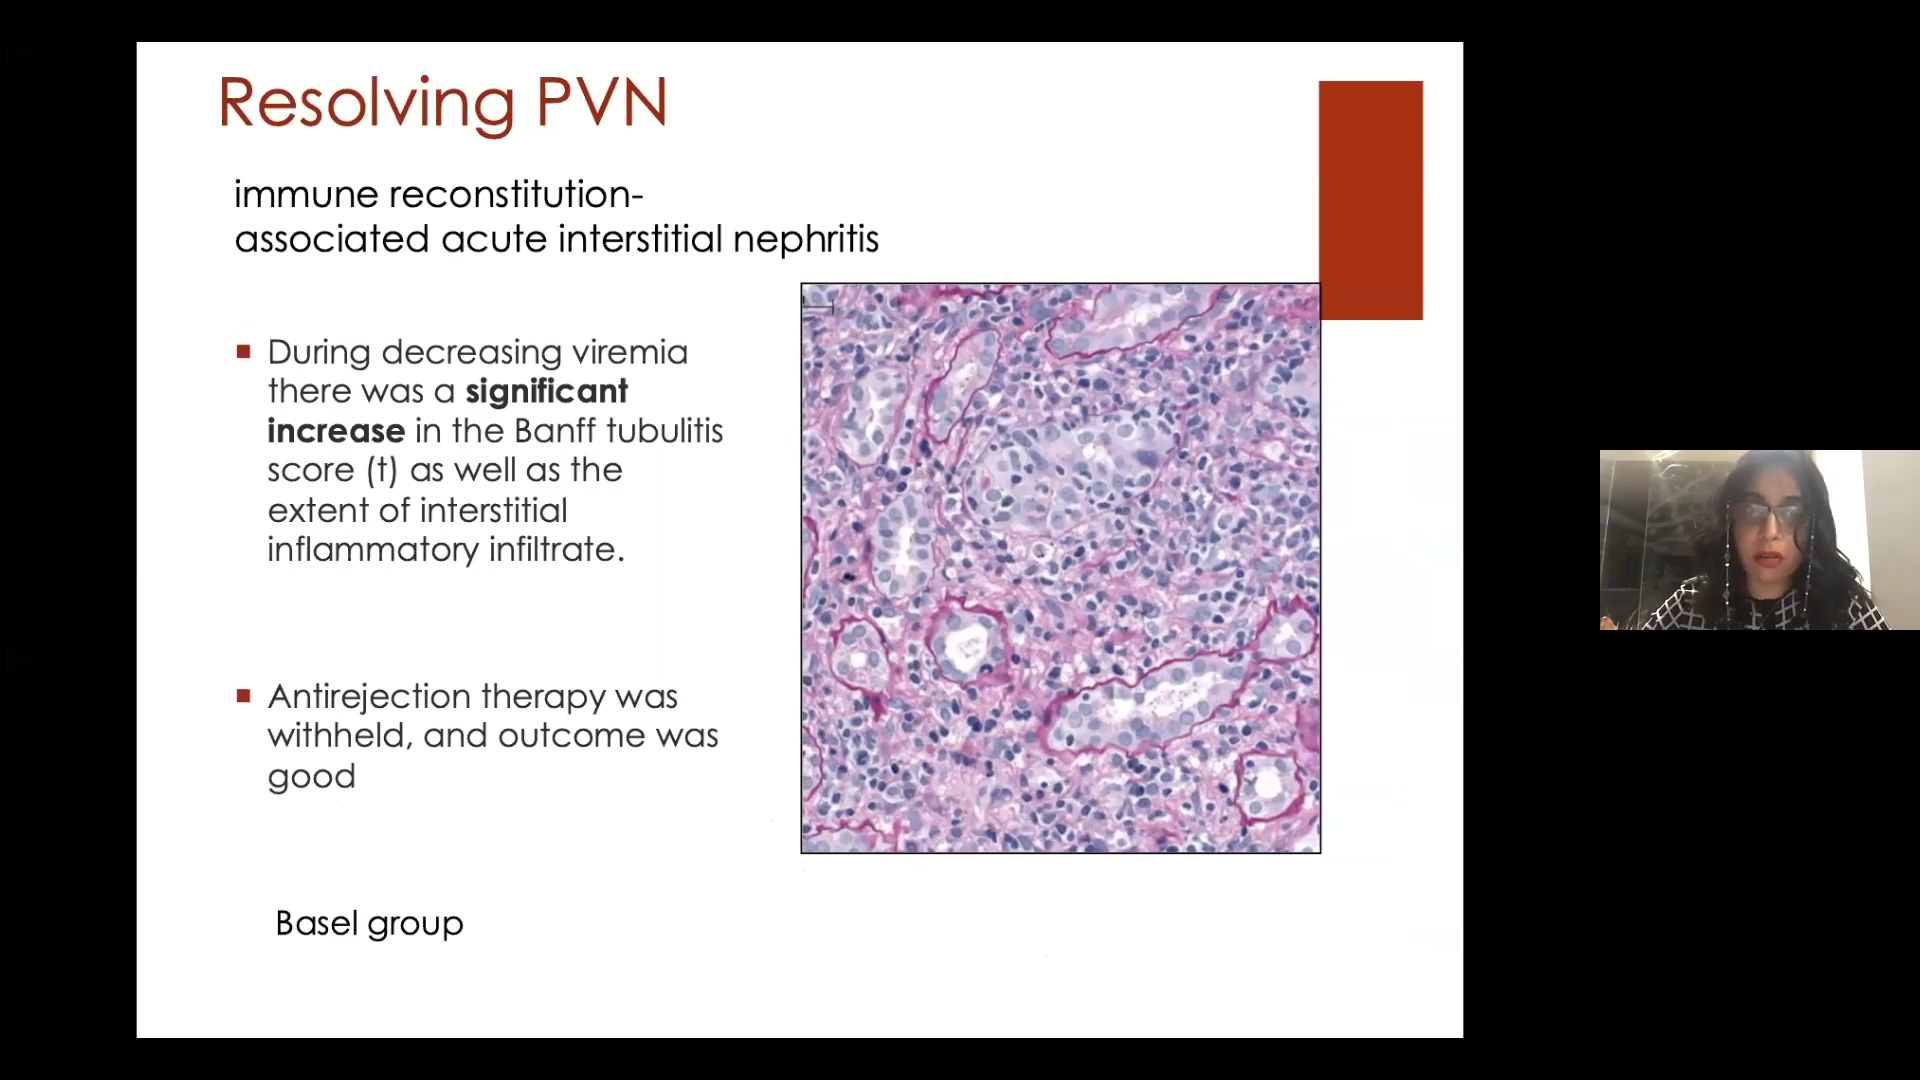 Resolving PVN
immune reconstitution-
associated acute interstitial nephritis
During decreasing viremia
there was a significant
increase in the Banff tubulitis
score (t) as well as the
extent of interstitial
inflammatory infiltrate.
Antirejection therapy was
withheld, and outcome was
good
Basel group